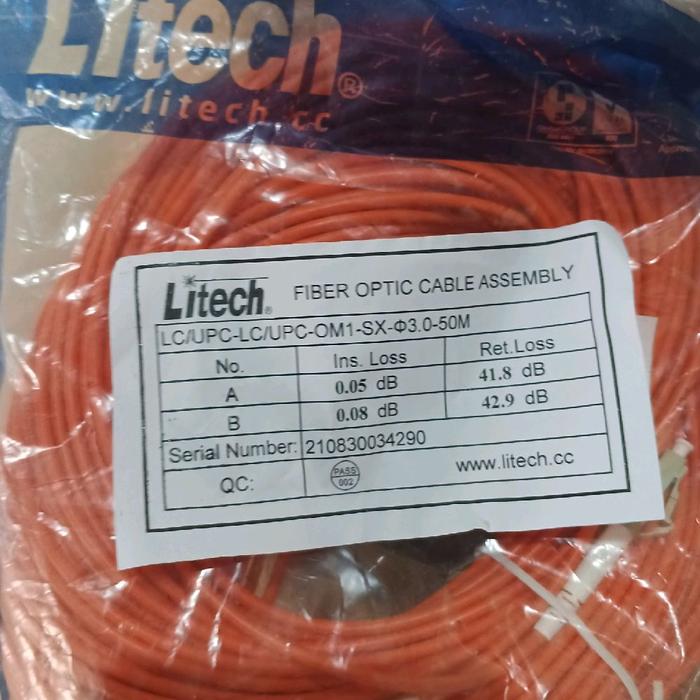 Litech®
www.litech.cc
Litech® FIBER OPTIC CABLE ASSEMBLY
LC/UPC-LC/UPC-OM1-SX-Φ3.0-50M
No. Ins. Loss Ret.Loss
A 0.05 dB 41.8 dB
B 0.08 dB 42.9 dB
Serial Number: 210830034290
QC: PASS 002 www.litech.cc